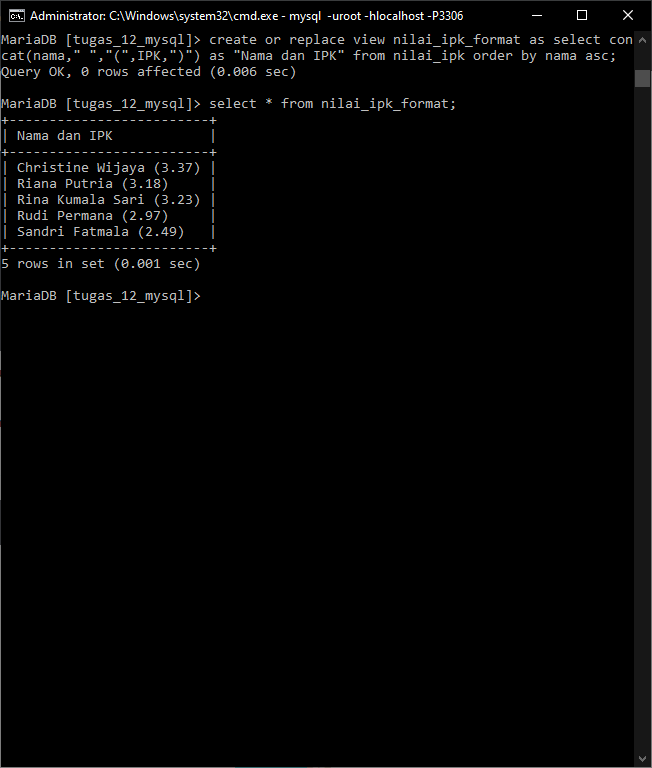 Administrator: C:\Windows\system32\cmd.exe - mysql -uroot -hlocalhost -P3306
MariaDB [tugas_12_mysql]> create or replace view nilai_ipk_format as select con
cat(nama," ","(",IPK,")") as "Nama dan IPK" from nilai_ipk order by nama asc;
Query OK, 0 rows affected (0.006 sec)
MariaDB [tugas_12_mysql]> select * from nilai_ipk_format;
+-------------------------+
| Nama dan IPK            |
+-------------------------+
| Christine Wijaya (3.37) |
| Riana Putria (3.18)     |
| Rina Kumala Sari (3.23) |
| Rudi Permana (2.97)     |
| Sandri Fatmala (2.49)   |
+-------------------------+
5 rows in set (0.001 sec)
MariaDB [tugas_12_mysql]>